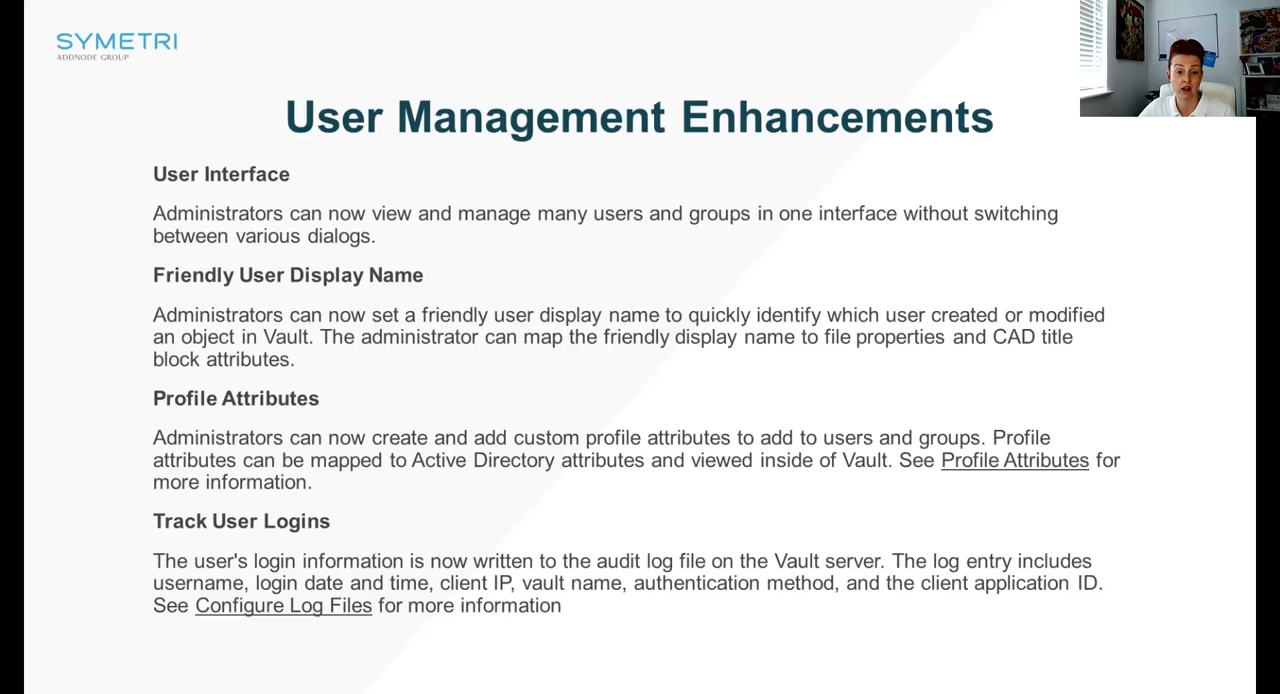 SYMETRI
ADDNODE GROUP
User Management Enhancements
User Interface
Administrators can now view and manage many users and groups in one interface without switching
between various dialogs.
Friendly User Display Name
Administrators can now set a friendly user display name to quickly identify which user created or modified
an object in Vault. The administrator can map the friendly display name to file properties and CAD title
block attributes.
Profile Attributes
Administrators can now create and add custom profile attributes to add to users and groups. Profile
attributes can be mapped to Active Directory attributes and viewed inside of Vault. See Profile Attributes for
more information.
Track User Logins
The user's login information is now written to the audit log file on the Vault server. The log entry includes
username, login date and time, client IP, vault name, authentication method, and the client application ID.
See Configure Log Files for more information